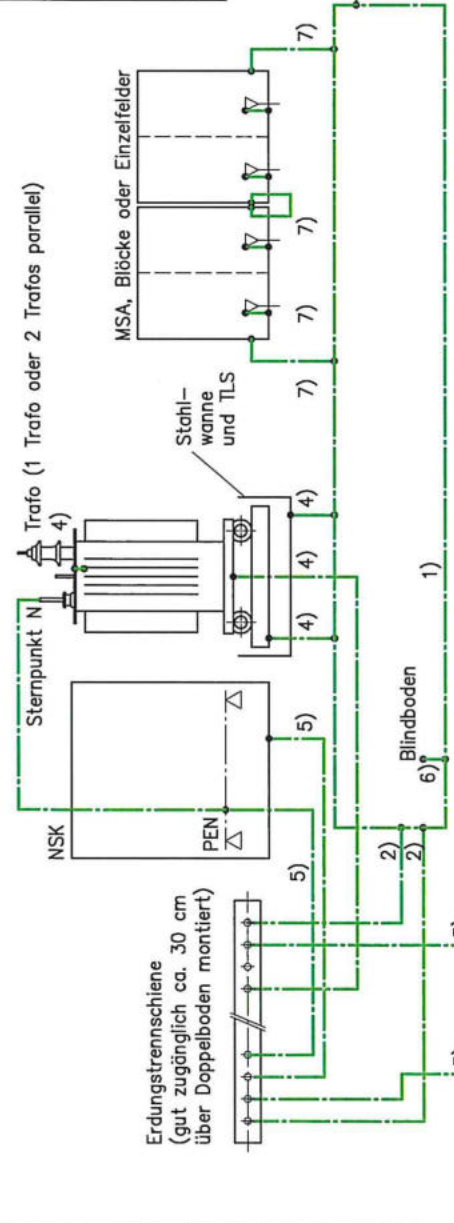 Trafo (1 Trafo oder 2 Trafos parallel)
MSA, Blöcke oder Einzelfelder
7)
7)
7)
7)
Stahl-
wanne
und TLS
4)
Sternpunkt N
4)
4)
4)
NSK
PEN
5)
5)
Erdungstrennschiene
(gut zugänglich ca. 30 cm
über Doppelboden montiert)
2)
2)
Blindboden
6)
1)